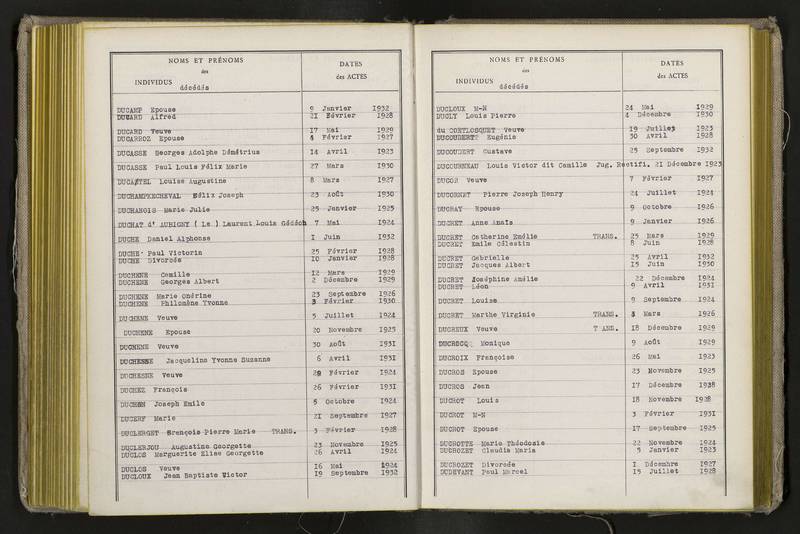 NOMS ET PRÉNOMS
des
INDIVIDUS
décédés
DATES
des ACTES
DUCAMP Epouse 9 Janvier 1932
DUCARD Alfred 21 Février 1928
DUCARD Veuve 17 Mai 1929
DUCARROZ Epouse 4 Février 1927
DUCASSE Georges Adolphe Démétrius 14 Avril 1923
DUCASSE Paul Louis Félix Marie 27 Mars 1930
DUCASTEL Louise Augustine 8 Mars 1927
DUCHAMPRECHEVAL Félix Joseph 23 Août 1930
DUCHANGIS Marie Julie 25 Janvier 1925
DUCHAT d' AUBIGNY ( Le ) Laurent Louis Gédéon 7 Mai 1924
DUCHE Daniel Alphonse 1 Juin 1932
DUCHE Paul Victorin 25 Février 1928
DUCHE Divorcée 10 Janvier 1928
DUCHENE Camille 12 Mars 1929
DUCHENE Georges Albert 2 Décembre 1929
DUCHENE Marie Onérine 23 Septembre 1926
DUCHENE Philomène Yvonne 3 Février 1930
DUCHENE Veuve 5 Juillet 1924
DUCHENE Epouse 20 Novembre 1925
DUCHENE Veuve 30 Août 1931
DUCHESNE Jacqueline Yvonne Suzanne 6 Avril 1931
DUCHESNE Veuve 29 Février 1924
DUCHEZ François 26 Février 1931
DUCHON Joseph Emile 5 Octobre 1924
DUCERF Marie 21 Septembre 1927
DUCLERGET François Pierre Marie TRANS. 3 Février 1928
DUCLERJOU Augustine Georgette 23 Novembre 1925
DUCLOS Marguerite Elise Georgette 26 Avril 1924
DUCLOS Veuve 16 Mai 1924
DUCLOUX Jean Baptiste Victor 19 Septembre 1932
NOMS ET PRÉNOMS
des
INDIVIDUS
décédés
DATES
des ACTES
DUCLOUX M-N 24 Mai 1929
DUCLY Louis Pierre 4 Décembre 1930
du COETLOSQUET Veuve 19 Juillet 1923
DUCOUDERT Eugénie 30 Avril 1928
DUCOUDERT Gustave 25 Septembre 1932
DUCOURNEAU Louis Victor dit Camille Jug. Rectifi. 21 Décembre 1923
DUCOR Veuve 7 Février 1927
DUCORNET Pierre Joseph Henry 24 Juillet 1924
DUCRAY Epouse 9 Octobre 1926
DUCRET Anne Anaïs 9 Janvier 1926
DUCRET Catherine Emélie TRANS. 25 Mars 1929
DUCRET Emile Célestin 8 Juin 1928
DUCRET Gabrielle 25 Avril 1932
DUCRET Jacques Albert 15 Juin 1930
DUCRET Joséphine Amélie 22 Décembre 1924
DUCRET Léon 9 Avril 1931
DUCRET Louise 9 Septembre 1924
DUCRET Marthe Virginie TRANS. 4 Mars 1926
DUCREUX Veuve T ANS. 18 Décembre 1929
DUCROCQ Monique 9 Août 1929
DUCROIX Françoise 26 Mai 1923
DUCROS Epouse 23 Novembre 1925
DUCROS Jean 17 Décembre 1928
DUCROT Louis 18 Novembre 1928
DUCROT M-N 3 Février 1931
DUCROT Epouse 17 Septembre 1925
DUCROTTE Marie Théodosie 22 Novembre 1924
DUCROZET Claudia Maria 5 Janvier 1923
DUCROZET Divorcée 1 Décembre 1927
DUDEVANT Paul Marcel 15 Juillet 1928